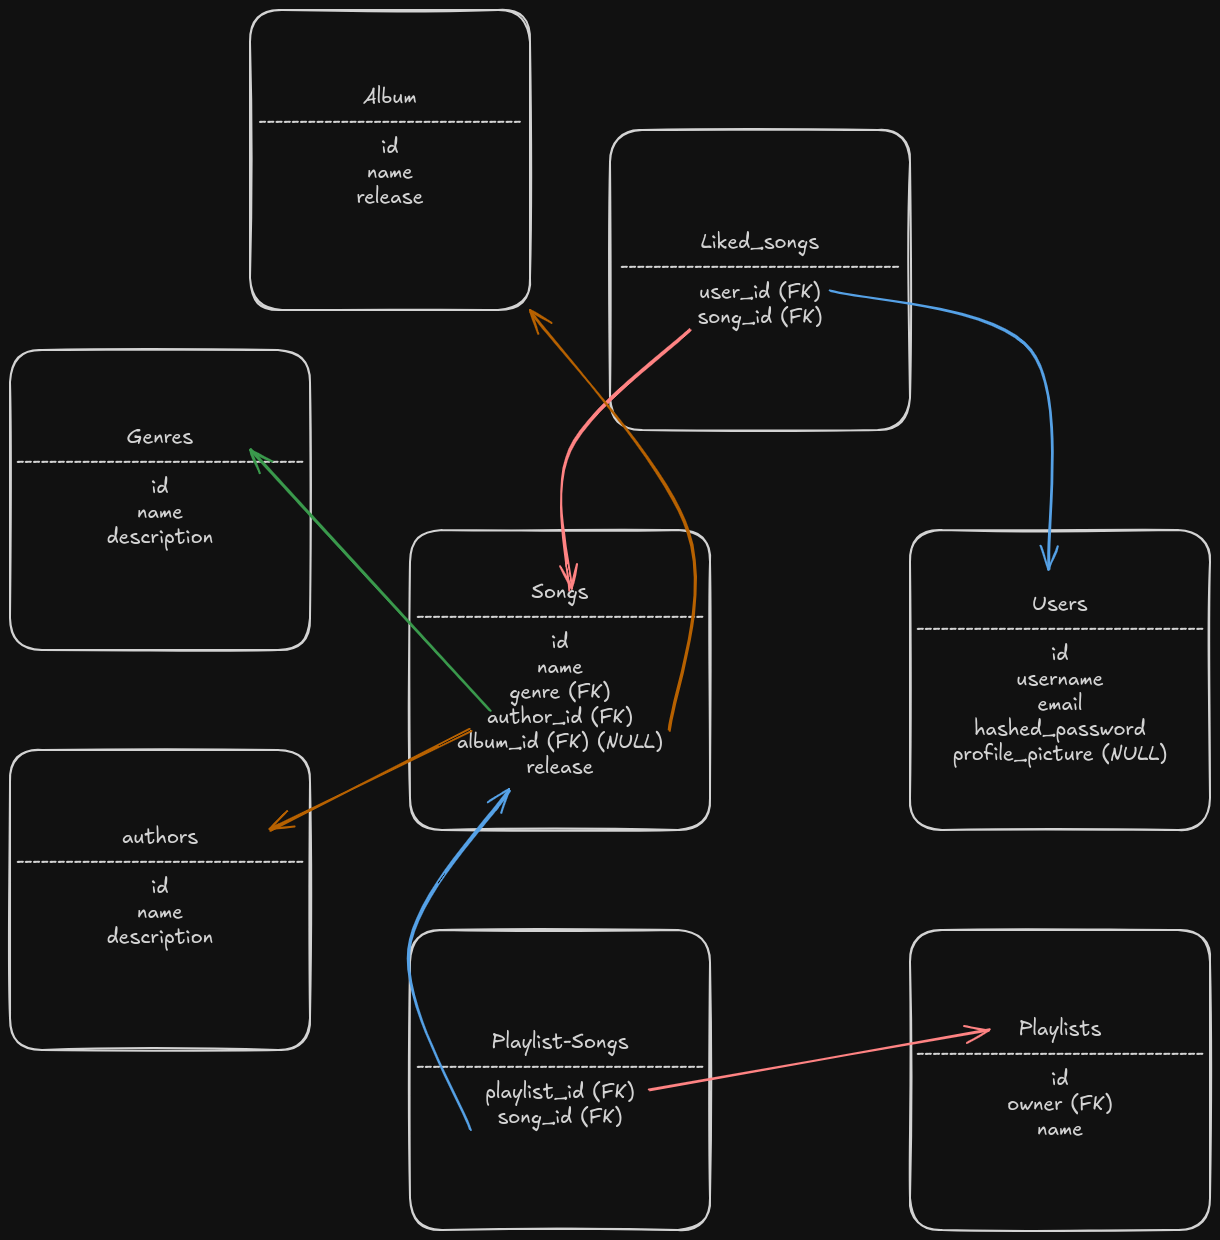 Album
id
name
release
Liked_songs
user_id (FK)
song_id (FK)
Genres
id
name
description
Songs
id
name
genre (FK)
author_id (FK)
album_id (FK) (NULL)
release
Users
id
username
email
hashed_password
profile_picture (NULL)
authors
id
name
description
Playlist-Songs
playlist_id (FK)
song_id (FK)
Playlists
id
owner (FK)
name